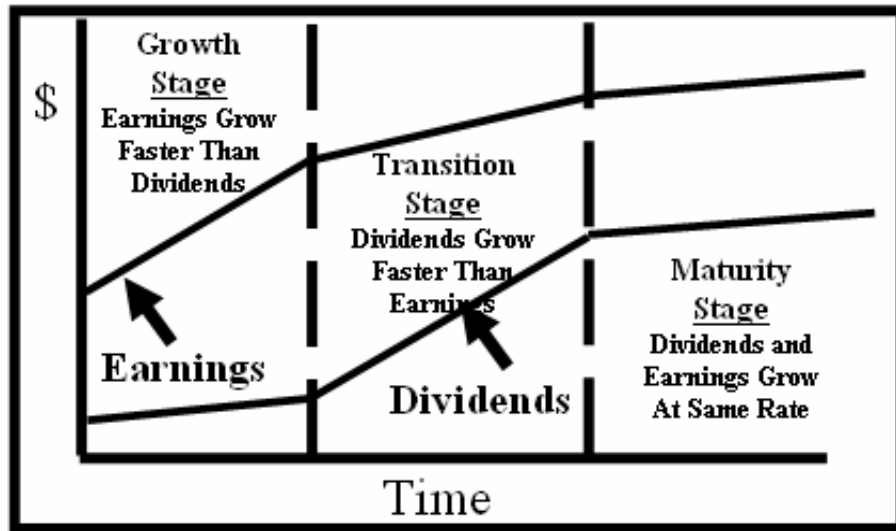 $
Growth
Stage
Earnings Grow
Faster Than
Dividends
Earnings
Transition
Stage
Dividends Grow
Faster Than
Earnings
Dividends
Maturity
Stage
Dividends and
Earnings Grow
At Same Rate
Time